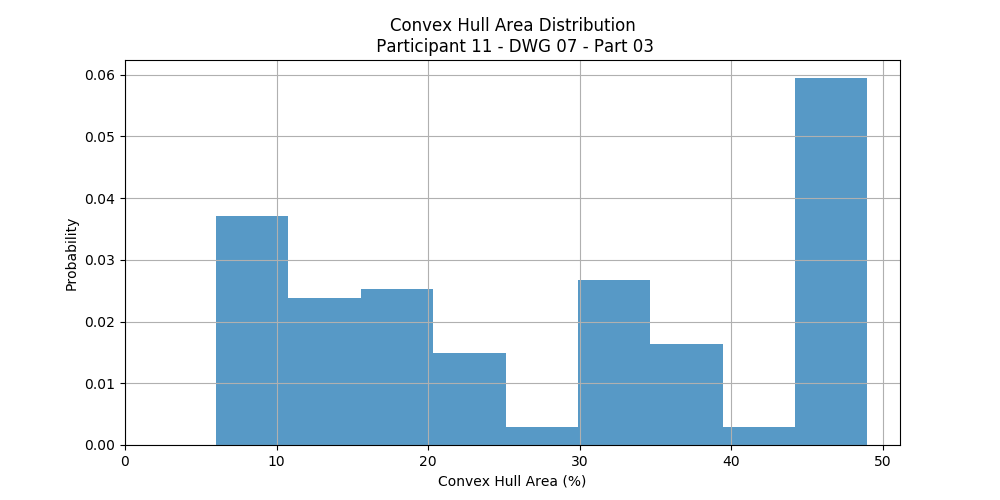 Convex Hull Area Distribution
Participant 11 - DWG 07 - Part 03
Probability
0.06
0.05
0.04
0.03
0.02
0.01
0.00
0 10 20 30 40 50
Convex Hull Area (%)